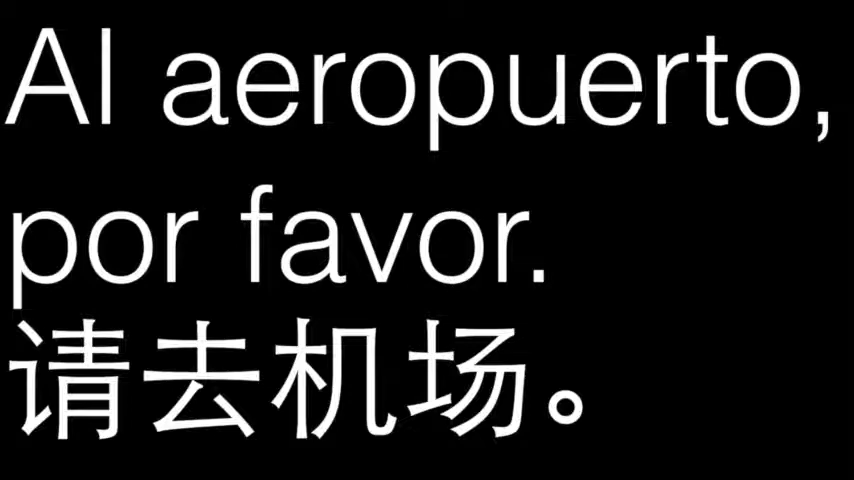 Al aeropuerto,
por favor.
请去机场。